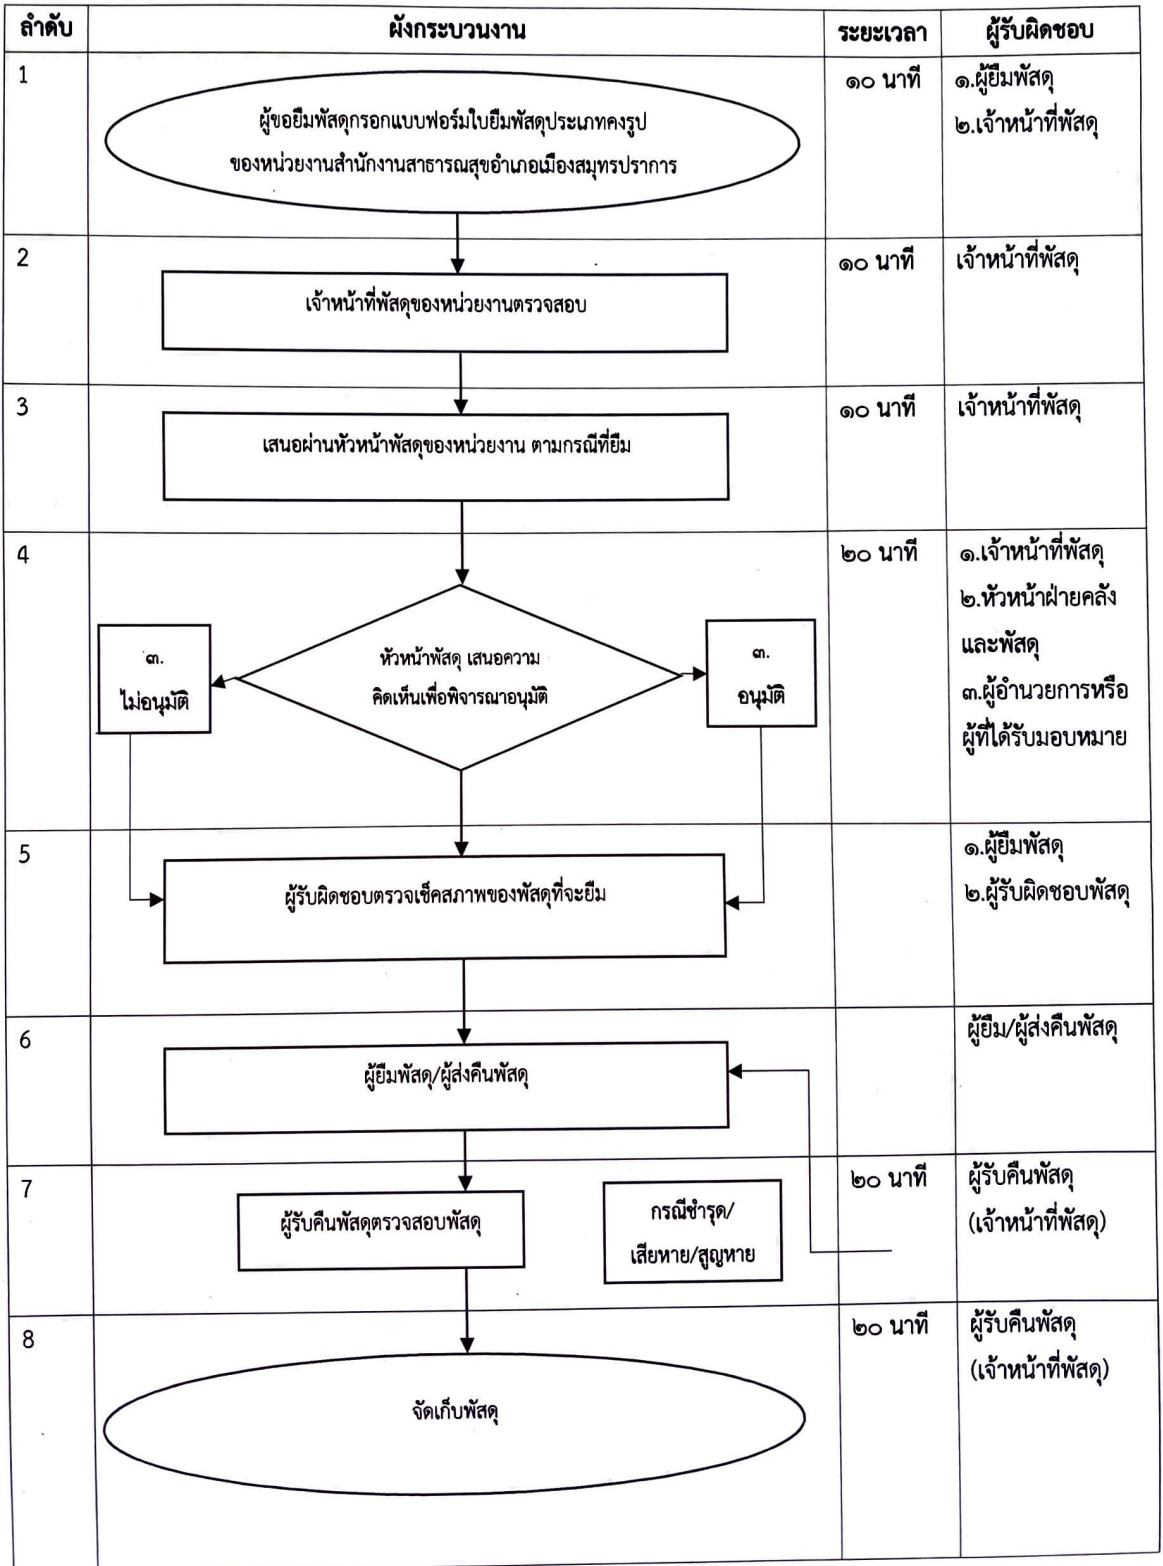 ลำดับ ผังกระบวนงาน ระยะเวลา ผู้รับผิดชอบ
1
ผู้ขอยืมพัสดุกรอกแบบฟอร์มใบยืมพัสดุประเภทคงรูป
ของหน่วยงานสำนักงานสาธารณสุขอำเภอเมืองสมุทรปราการ
๑๐ นาที
๑.ผู้ยืมพัสดุ
๒.เจ้าหน้าที่พัสดุ
2
เจ้าหน้าที่พัสดุของหน่วยงานตรวจสอบ
๑๐ นาที
เจ้าหน้าที่พัสดุ
3
เสนอผ่านหัวหน้าพัสดุของหน่วยงาน ตามกรณีที่ยืม
๑๐ นาที
เจ้าหน้าที่พัสดุ
4
๓.
ไม่อนุมัติ
หัวหน้าพัสดุ เสนอความ
คิดเห็นเพื่อพิจารณาอนุมัติ
๓.
อนุมัติ
๒๐ นาที
๑.เจ้าหน้าที่พัสดุ
๒.หัวหน้าฝ่ายคลัง
และพัสดุ
๓.ผู้อำนวยการหรือ
ผู้ที่ได้รับมอบหมาย
5
ผู้รับผิดชอบตรวจเช็คสภาพของพัสดุที่จะยืม
๑.ผู้ยืมพัสดุ
๒.ผู้รับผิดชอบพัสดุ
6
ผู้ยืมพัสดุ/ผู้ส่งคืนพัสดุ
ผู้ยืม/ผู้ส่งคืนพัสดุ
7
ผู้รับคืนพัสดุตรวจสอบพัสดุ
กรณีชำรุด/
เสียหาย/สูญหาย
๒๐ นาที
ผู้รับคืนพัสดุ
(เจ้าหน้าที่พัสดุ)
8
จัดเก็บพัสดุ
๒๐ นาที
ผู้รับคืนพัสดุ
(เจ้าหน้าที่พัสดุ)